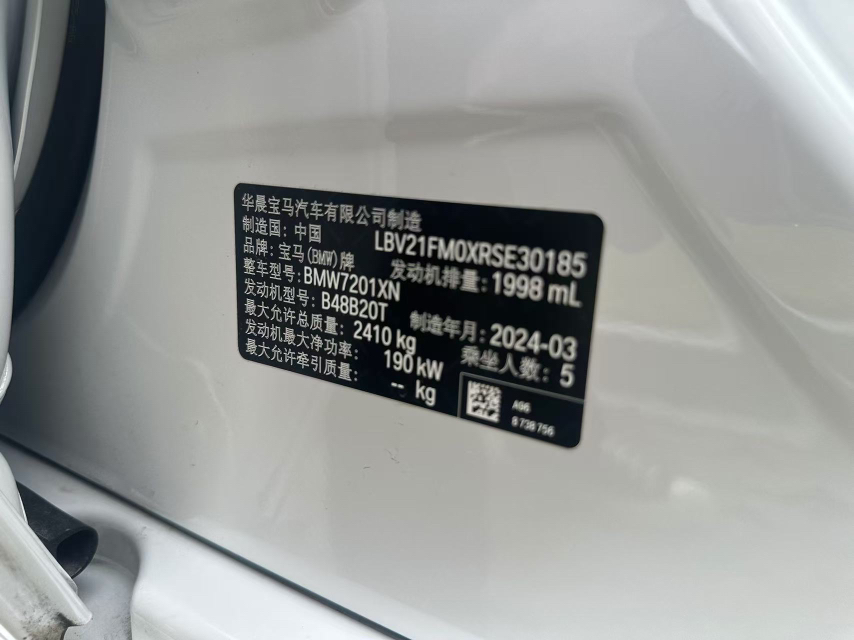 华晨宝马汽车有限公司制造
制造国: 中国 LBV21FM0XRSE30185
品牌: 宝马(BMW)牌 发动机排量: 1998 mL
整车型号: BMW7201XN
发动机型号: B48B20T 制造年月: 2024-03
最大允许总质量: 2410 kg 乘坐人数: 5
发动机最大净功率: 190 kW
最大允许牵引质量: -- kg
AG6
8 738 756